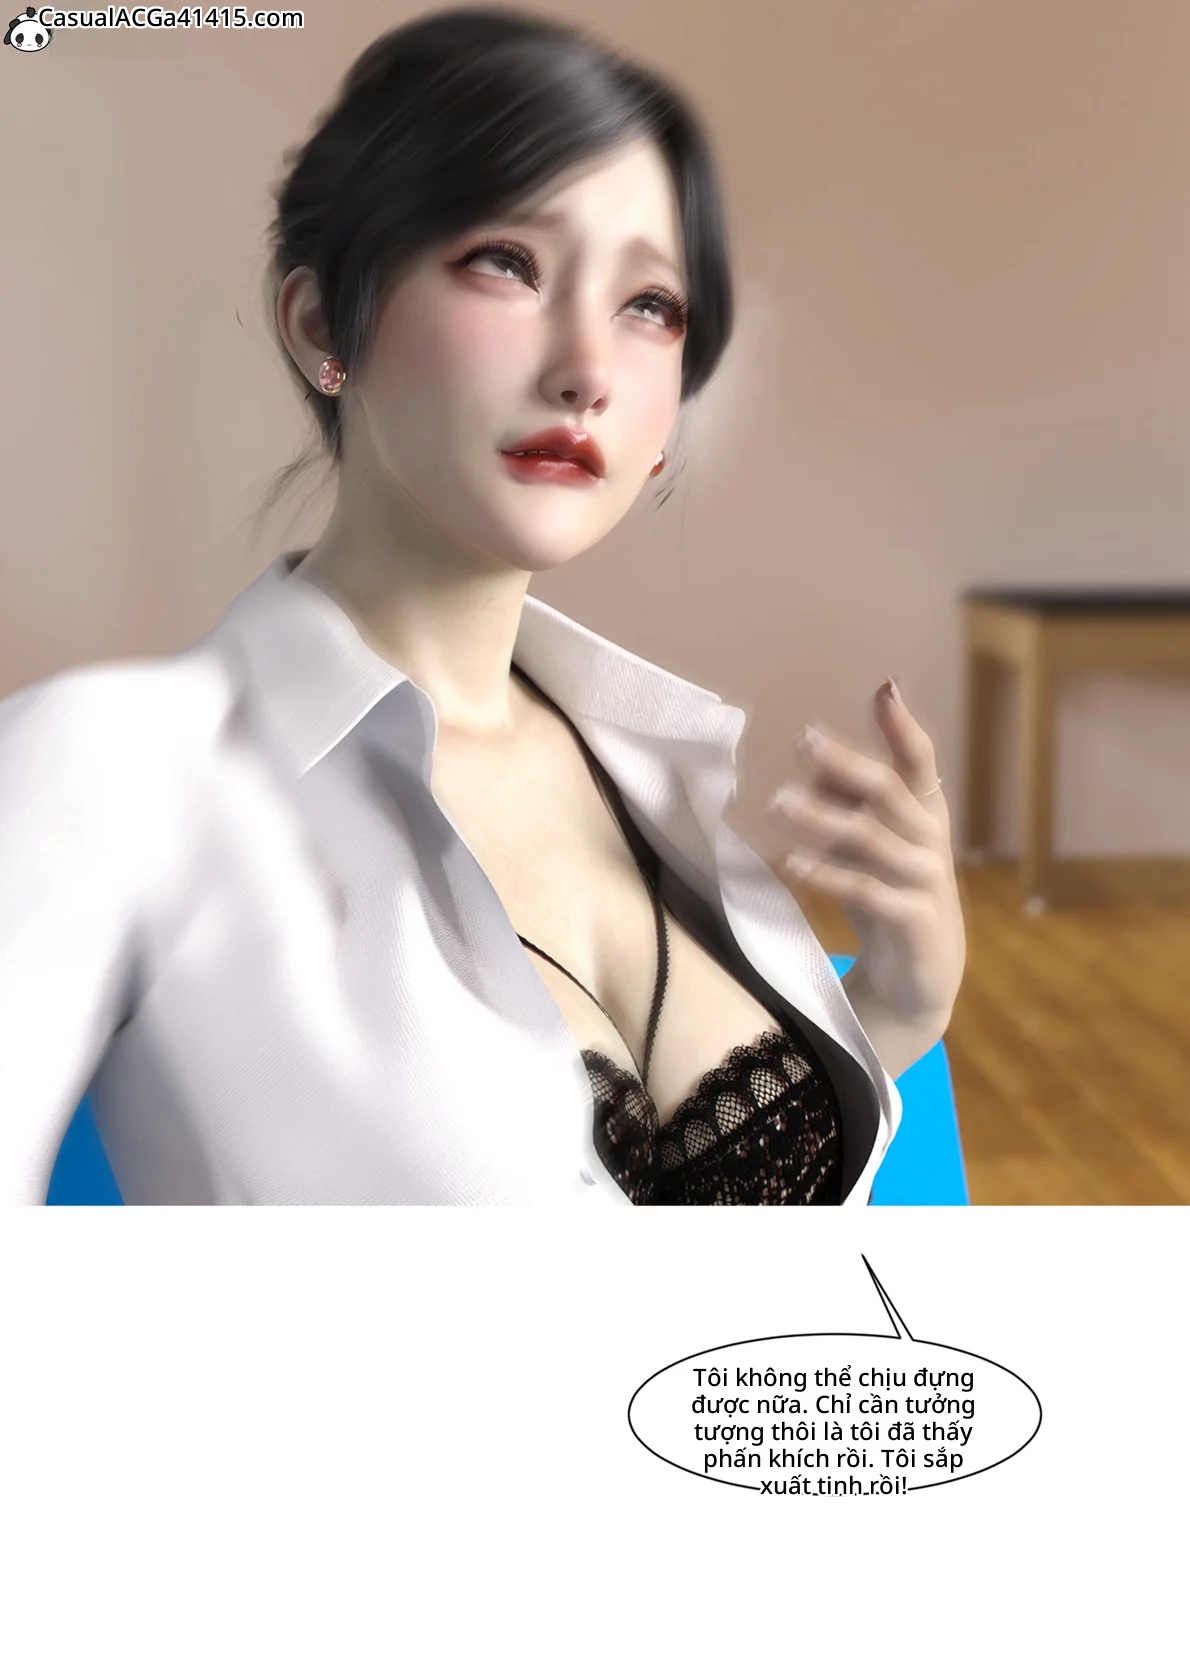 CasualACGa41415.com
Tôi không thể chịu đựng
được nữa. Chỉ cần tưởng
tượng thôi là tôi đã thấy
phấn khích rồi. Tôi sắp
xuất tinh rồi!